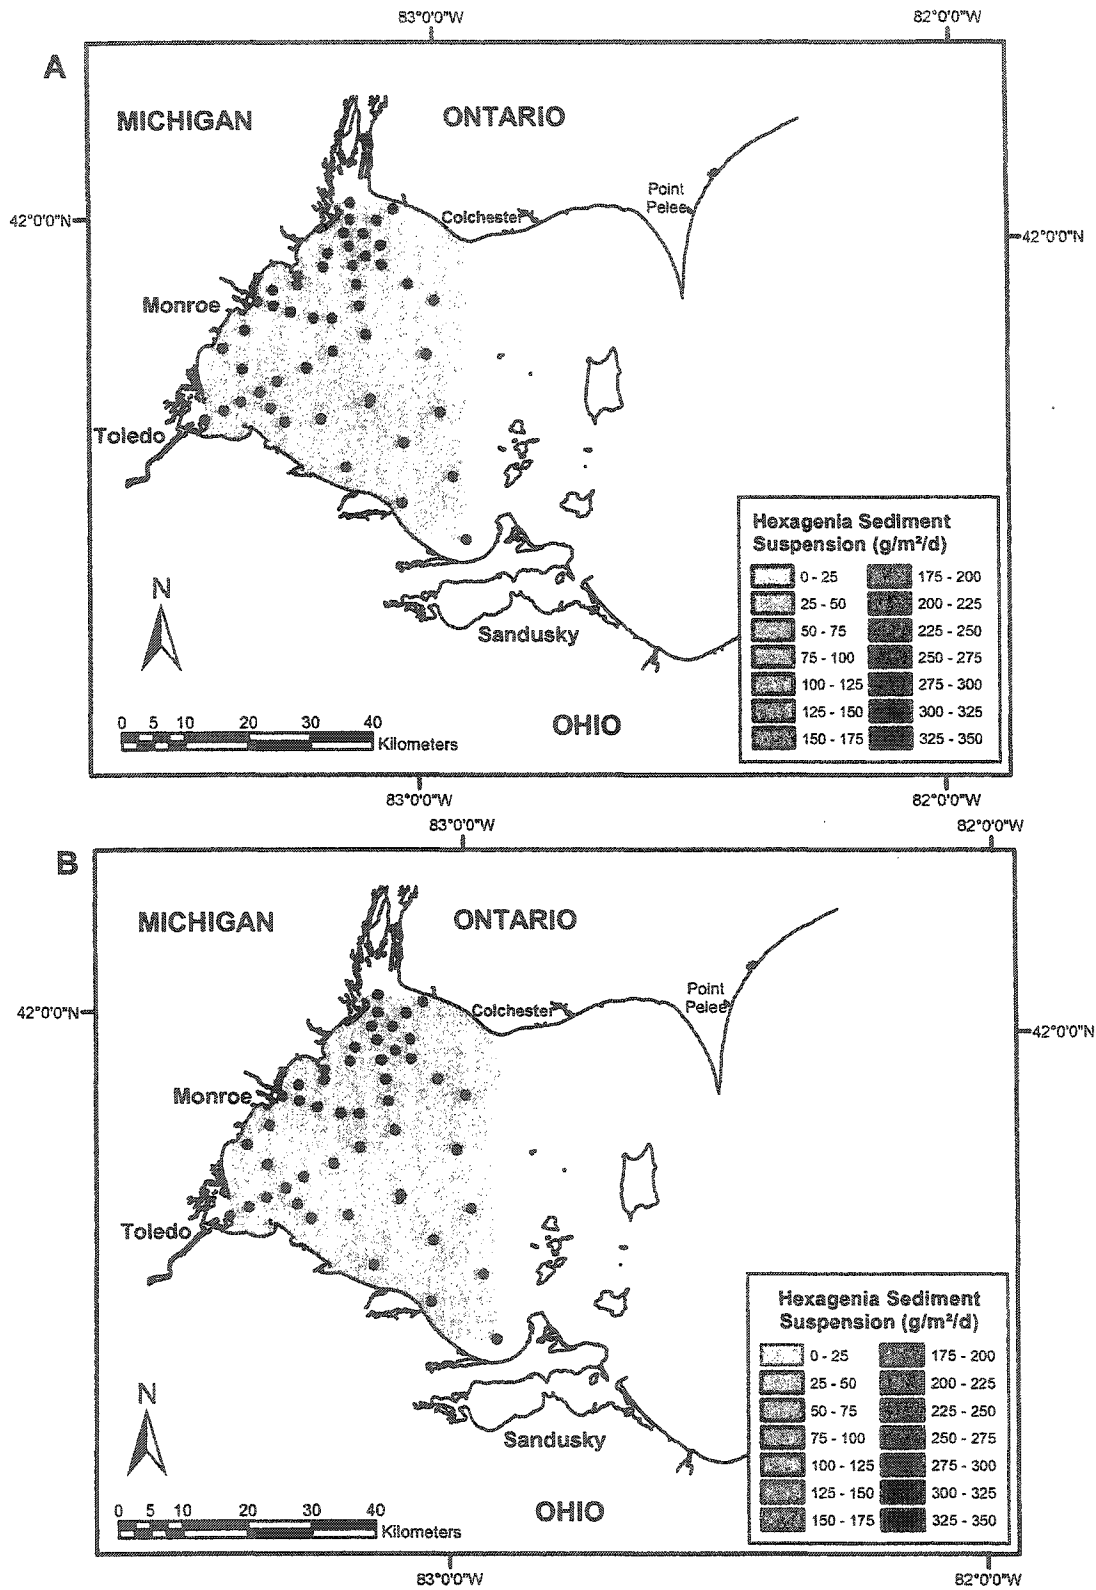 83°0'0"W 82°0'0"W
A
MICHIGAN ONTARIO
Point
Pelee
42°0'0"N Colchester
42°0'0"N
Monroe
Toledo
Hexagenia Sediment
Suspension (g/m²/d)
0 - 25 175 - 200
25 - 50 200 - 225
50 - 75 225 - 250
75 - 100 250 - 275
100 - 125 275 - 300
125 - 150 300 - 325
150 - 175 325 - 350
N
Sandusky
0 5 10 20 30 40
Kilometers
OHIO
83°0'0"W 82°0'0"W
83°0'0"W 82°0'0"W
B
MICHIGAN ONTARIO
Point
Pelee
42°0'0"N Colchester
42°0'0"N
Monroe
Toledo
Hexagenia Sediment
Suspension (g/m²/d)
0 - 25 175 - 200
25 - 50 200 - 225
50 - 75 225 - 250
75 - 100 250 - 275
100 - 125 275 - 300
125 - 150 300 - 325
150 - 175 325 - 350
N
Sandusky
0 5 10 20 30 40
Kilometers
OHIO
83°0'0"W 82°0'0"W